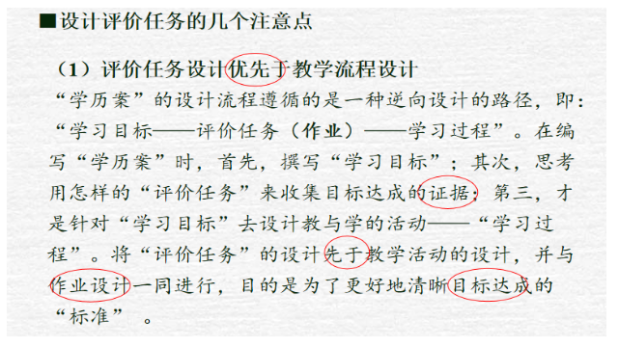 ■设计评价任务的几个注意点
（1）评价任务设计优先于教学流程设计
“学历案”的设计流程遵循的是一种逆向设计的路径，即：
“学习目标——评价任务（作业）——学习过程”。在编
写“学历案”时，首先，撰写“学习目标”；其次，思考
用怎样的“评价任务”来收集目标达成的证据；第三，才
是针对“学习目标”去设计教与学的活动——“学习过
程”。将“评价任务”的设计先于教学活动的设计，并与
作业设计一同进行，目的是为了更好地清晰目标达成的
“标准” 。